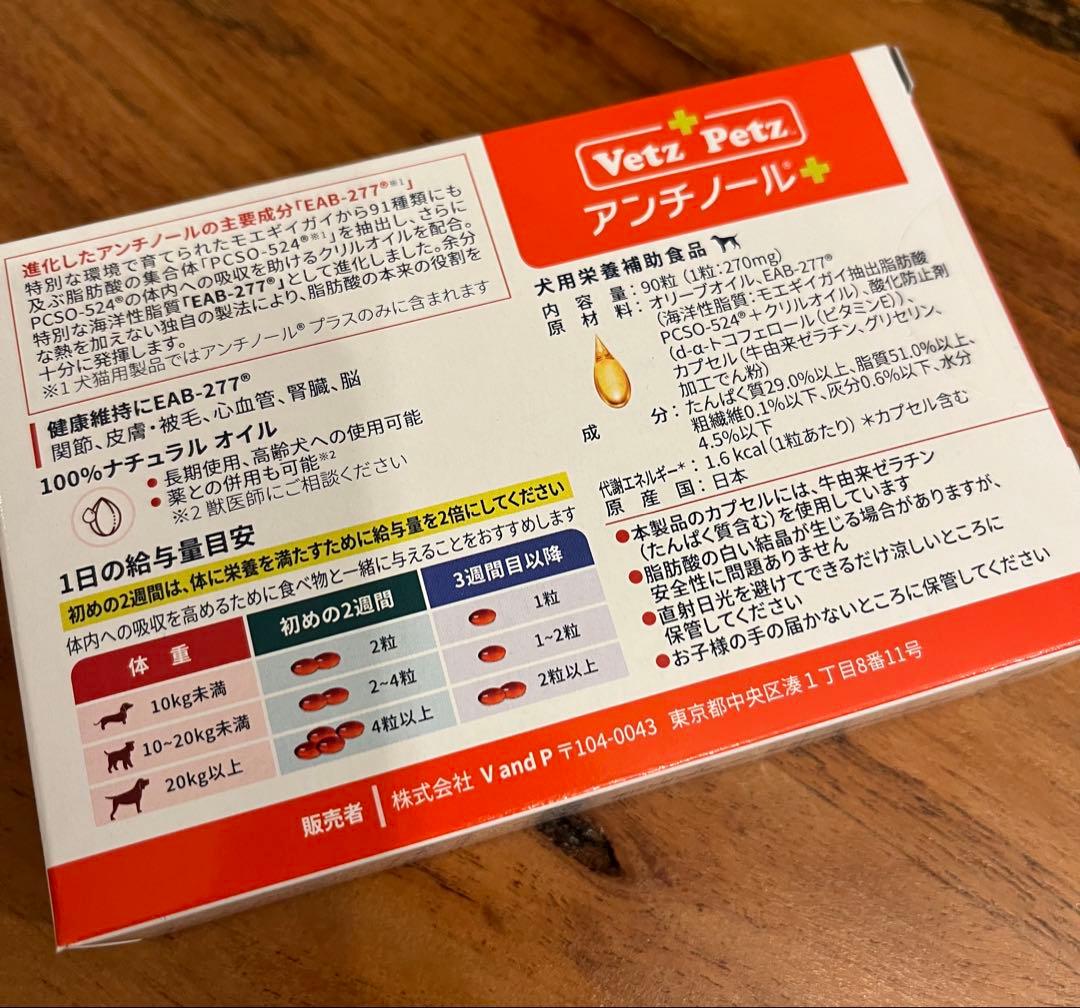 Vetz Petz
アンチノール®+
進化したアンチノールの主要成分「EAB-277®※1」
特別な環境で育てられたモエギイガイから91種類にも
及ぶ脂肪酸の集合体「PCSO-524®※1」を抽出し、さらに
PCSO-524®の体内への吸収を助けるクリルオイルを配合。
特別な海洋性脂質「EAB-277®」として進化しました。余分
な熱を加えない独自の製法により、脂肪酸の本来の役割を
十分に発揮します。
※1 犬猫用製品ではアンチノール®プラスのみに含まれます
健康維持にEAB-277®
関節、皮膚・被毛、心血管、腎臓、脳
100%ナチュラル オイル
●長期使用、高齢犬への使用可能
●薬との併用も可能※2
※2 獣医師にご相談ください
1日の給与量目安
初めの2週間は、体に栄養を満たすために給与量を2倍にしてください
体内への吸収を高めるために食べ物と一緒に与えることをおすすめします
体重 初めの2週間 3週間目以降
10kg未満 2粒 1粒
10~20kg未満 2~4粒 1~2粒
20kg以上 4粒以上 2粒以上
犬用栄養補助食品
内容量：90粒（1粒：270mg）
原材料：オリーブオイル、EAB-277®
（海洋性脂質：モエギイガイ抽出脂肪酸
PCSO-524®＋クリルオイル）、酸化防止剤
（d-α-トコフェロール（ビタミンE））、
カプセル（牛由来ゼラチン、グリセリン、
加工でん粉）
成分：たんぱく質29.0%以上、脂質51.0%以上、
粗繊維0.1%以下、灰分0.6%以下、水分
4.5%以下
代謝エネルギー*：1.6 kcal（1粒あたり）＊カプセル含む
原産国：日本
●本製品のカプセルには、牛由来ゼラチン
（たんぱく質含む）を使用しています
●脂肪酸の白い結晶が生じる場合がありますが、
安全性に問題ありません
●直射日光を避けてできるだけ涼しいところに
保管してください
●お子様の手の届かないところに保管してください
販売者 株式会社 V and P 〒104-0043 東京都中央区湊1丁目8番11号